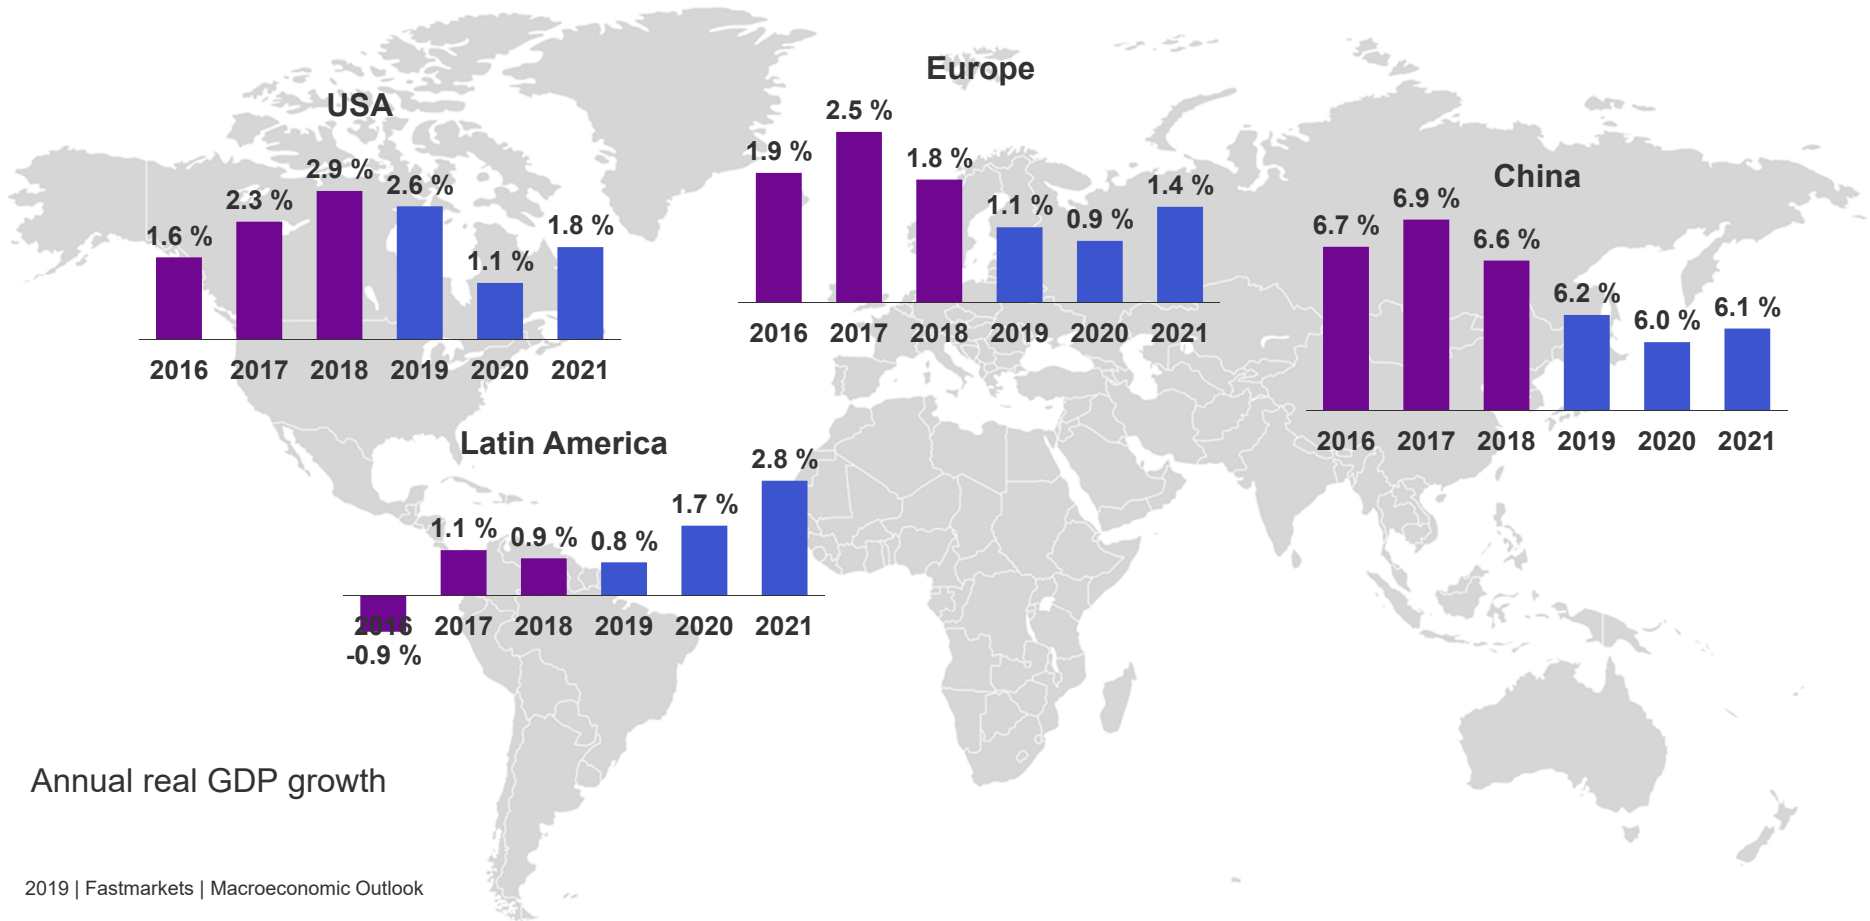 USA
1.6 %
2.3 %
2.9 %
2.6 %
1.1 %
1.8 %
2016 2017 2018 2019 2020 2021
Europe
1.9 %
2.5 %
1.8 %
1.1 %
0.9 %
1.4 %
2016 2017 2018 2019 2020 2021
China
6.7 %
6.9 %
6.6 %
6.2 %
6.0 %
6.1 %
2016 2017 2018 2019 2020 2021
Latin America
-0.9 %
1.1 %
0.9 %
0.8 %
1.7 %
2.8 %
2016 2017 2018 2019 2020 2021
Annual real GDP growth
2019 | Fastmarkets | Macroeconomic Outlook